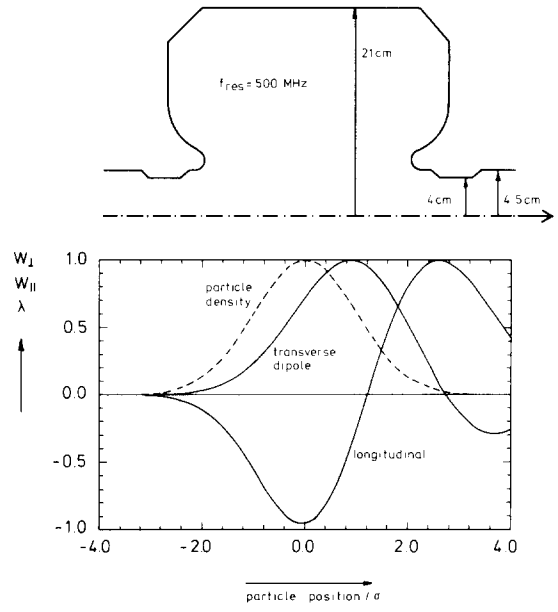 21cm
fres = 500 MHz
4cm
4.5cm
W⊥
W||
λ
1.0
0.5
0.0
-0.5
-1.0
particle
density
transverse
dipole
longitudinal
-4.0
-2.0
0.0
2.0
4.0
particle position / σ